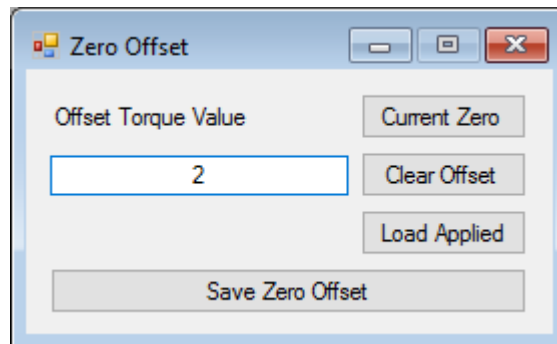 Zero Offset
Offset Torque Value
Current Zero
2
Clear Offset
Load Applied
Save Zero Offset